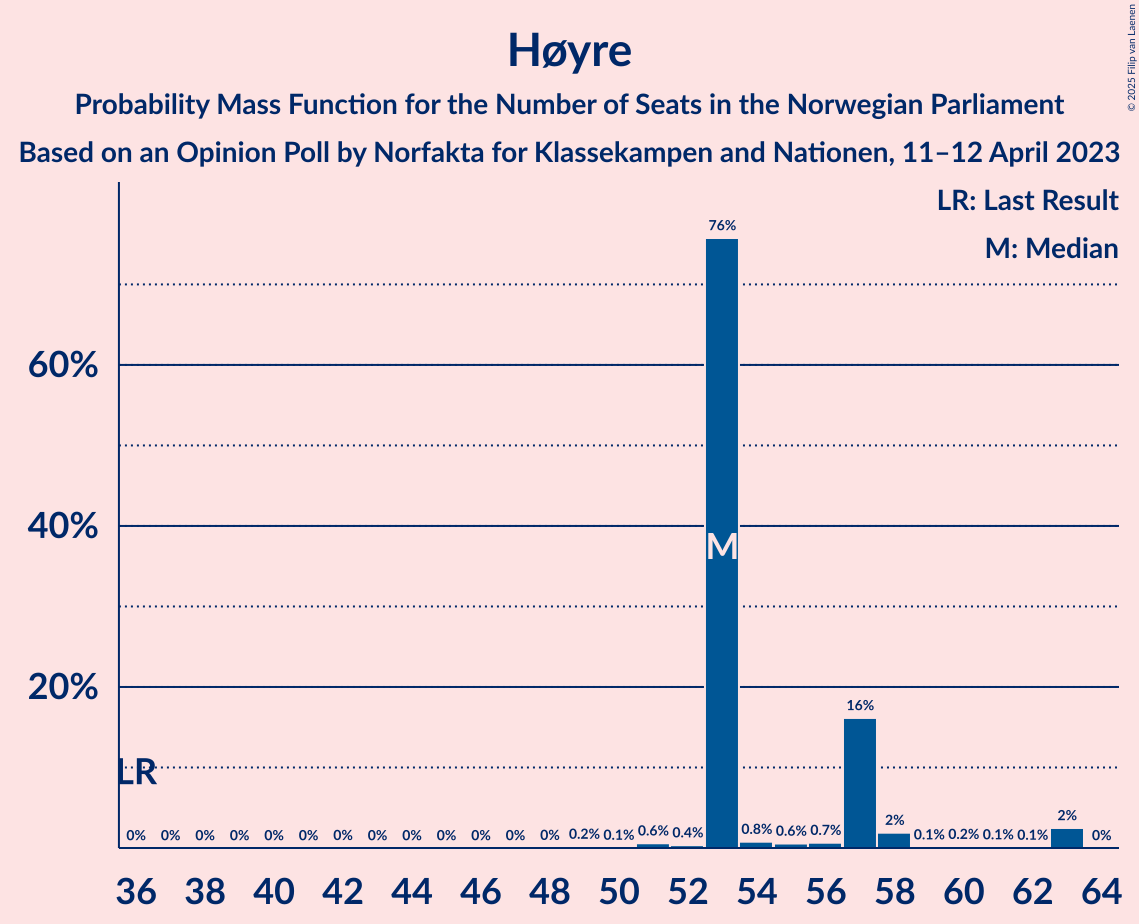 © 2025 Filip van Laenen
Høyre
Probability Mass Function for the Number of Seats in the Norwegian Parliament
Based on an Opinion Poll by Norfakta for Klassekampen and Nationen, 11–12 April 2023
LR: Last Result
M: Median
76%
60%
40%
M
20%
16%
LR
0% 0% 0% 0% 0% 0% 0% 0% 0% 0% 0% 0% 0% 0.2% 0.1% 0.6% 0.4% 0.8% 0.6% 0.7% 2% 0.1% 0.2% 0.1% 0.1% 2% 0%
36 38 40 42 44 46 48 50 52 54 56 58 60 62 64